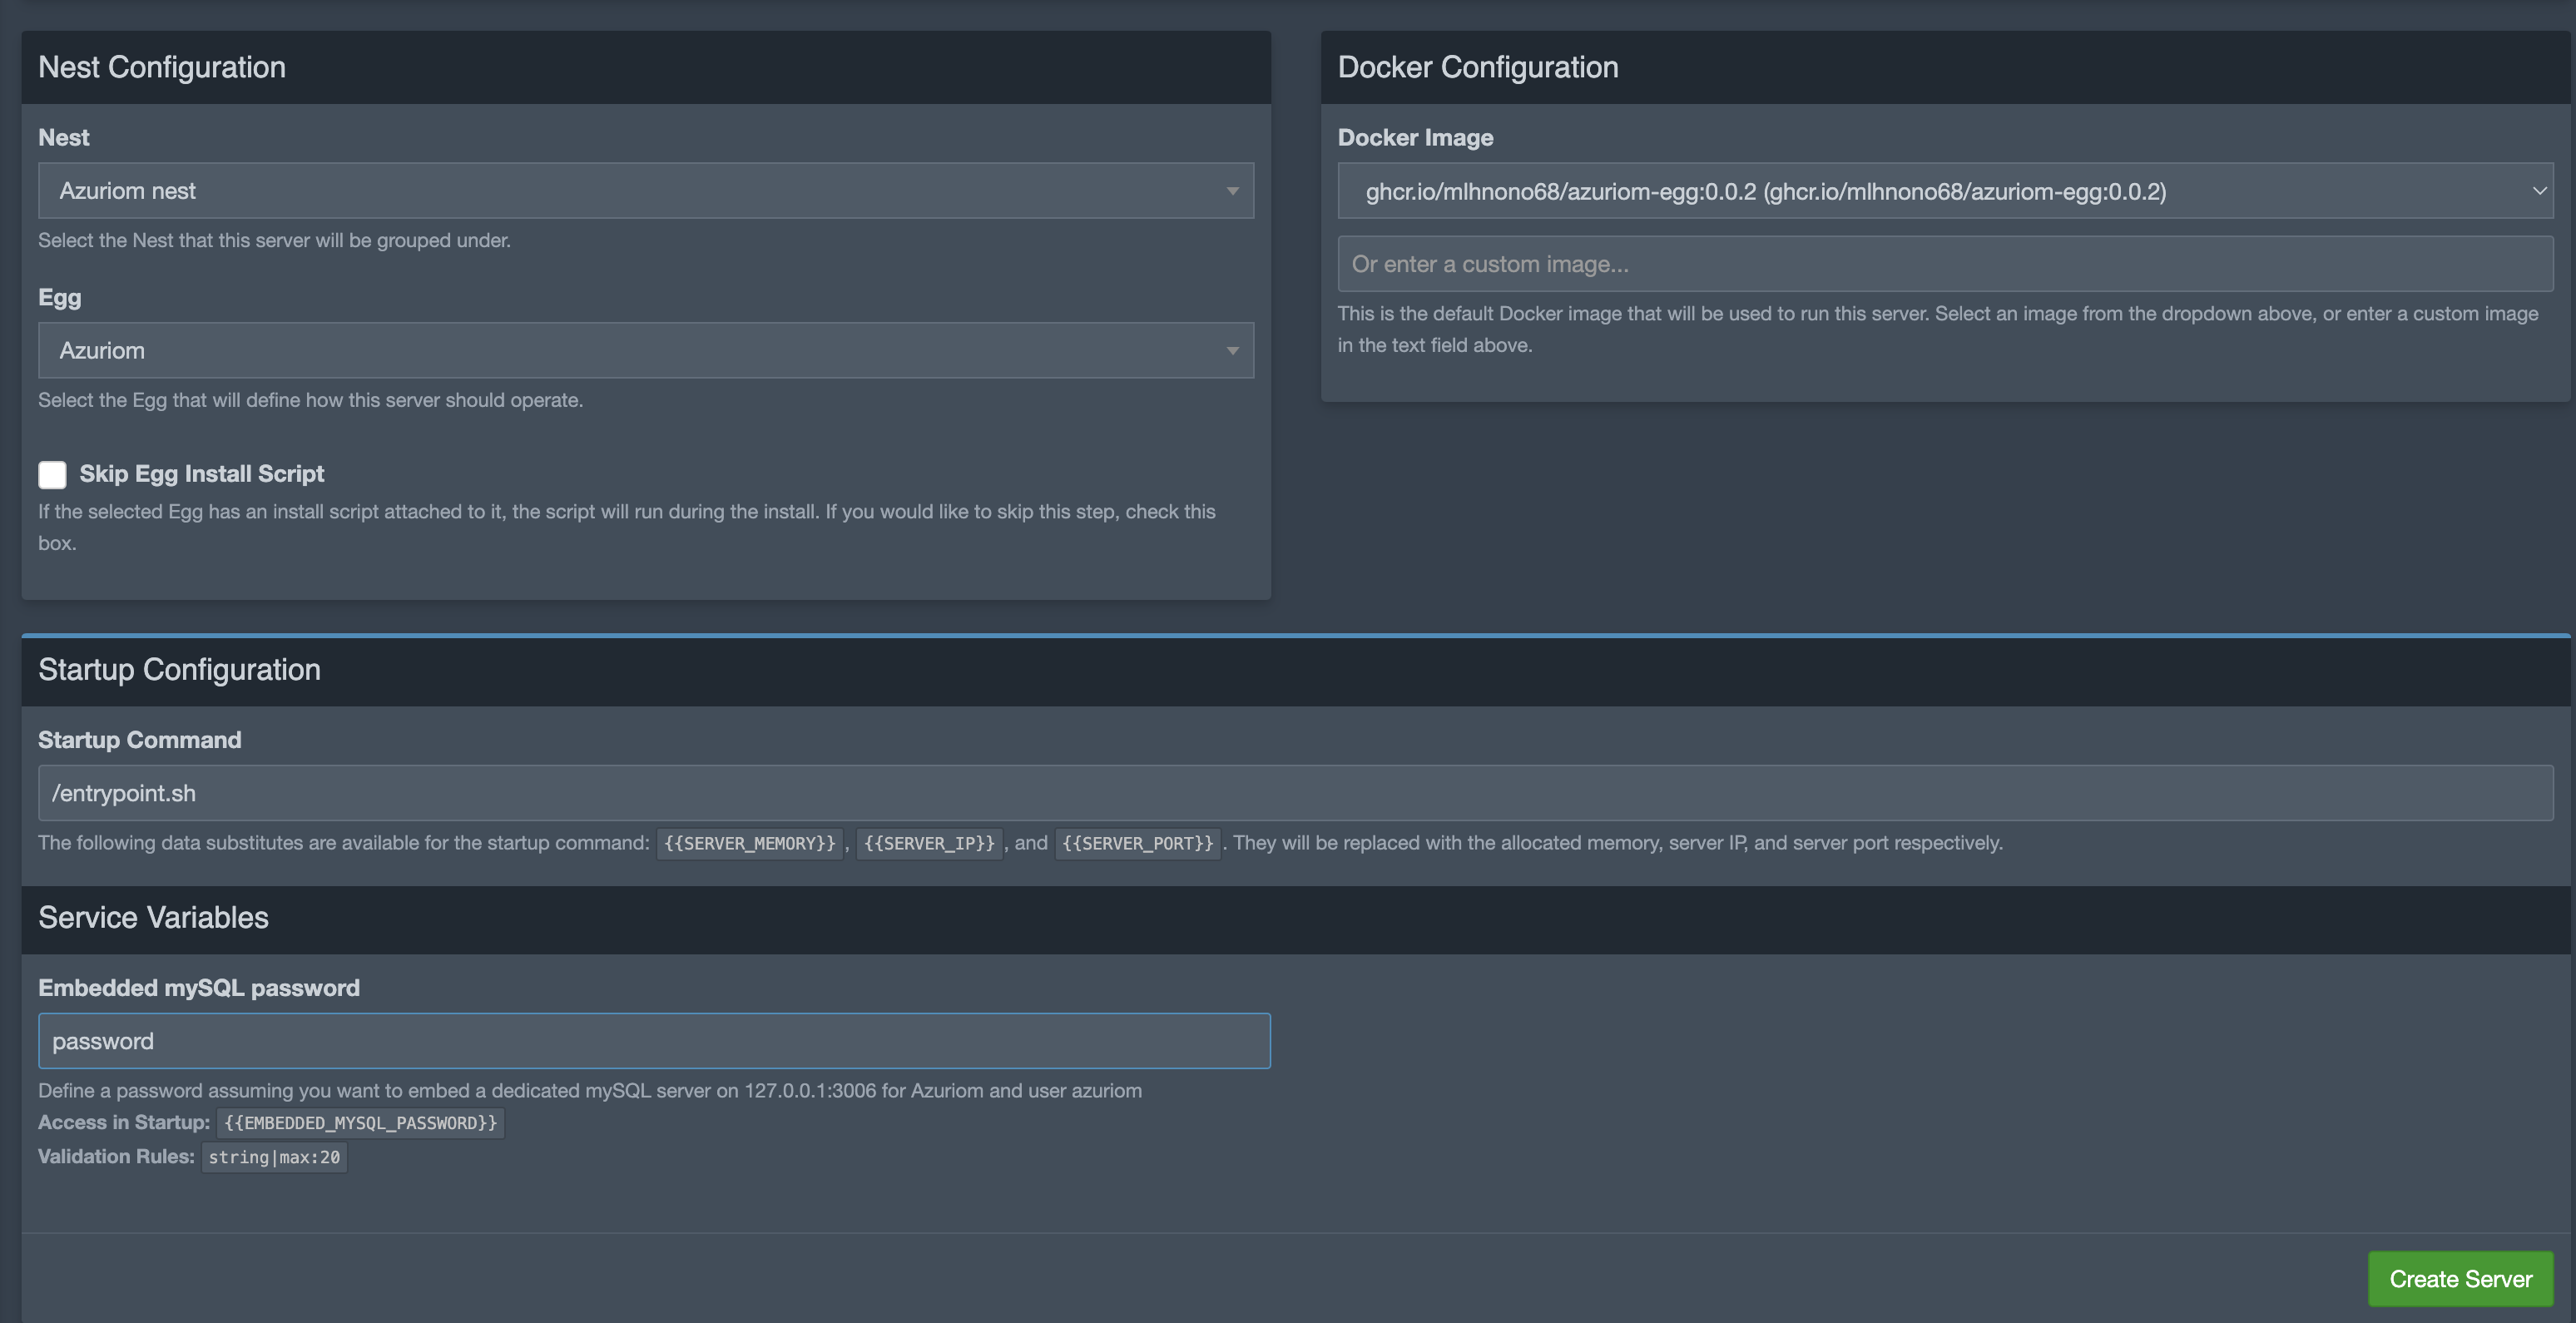 Nest Configuration
Nest
Azuriom nest
Select the Nest that this server will be grouped under.
Egg
Azuriom
Select the Egg that will define how this server should operate.
Skip Egg Install Script
If the selected Egg has an install script attached to it, the script will run during the install. If you would like to skip this step, check this
box.
Docker Configuration
Docker Image
ghcr.io/mlhnono68/azuriom-egg:0.0.2 (ghcr.io/mlhnono68/azuriom-egg:0.0.2)
Or enter a custom image...
This is the default Docker image that will be used to run this server. Select an image from the dropdown above, or enter a custom image
in the text field above.
Startup Configuration
Startup Command
/entrypoint.sh
The following data substitutes are available for the startup command: {{SERVER_MEMORY}} , {{SERVER_IP}} , and {{SERVER_PORT}} . They will be replaced with the allocated memory, server IP, and server port respectively.
Service Variables
Embedded mySQL password
password
Define a password assuming you want to embed a dedicated mySQL server on 127.0.0.1:3006 for Azuriom and user azuriom
Access in Startup: {{EMBEDDED_MYSQL_PASSWORD}}
Validation Rules: string|max:20
Create Server